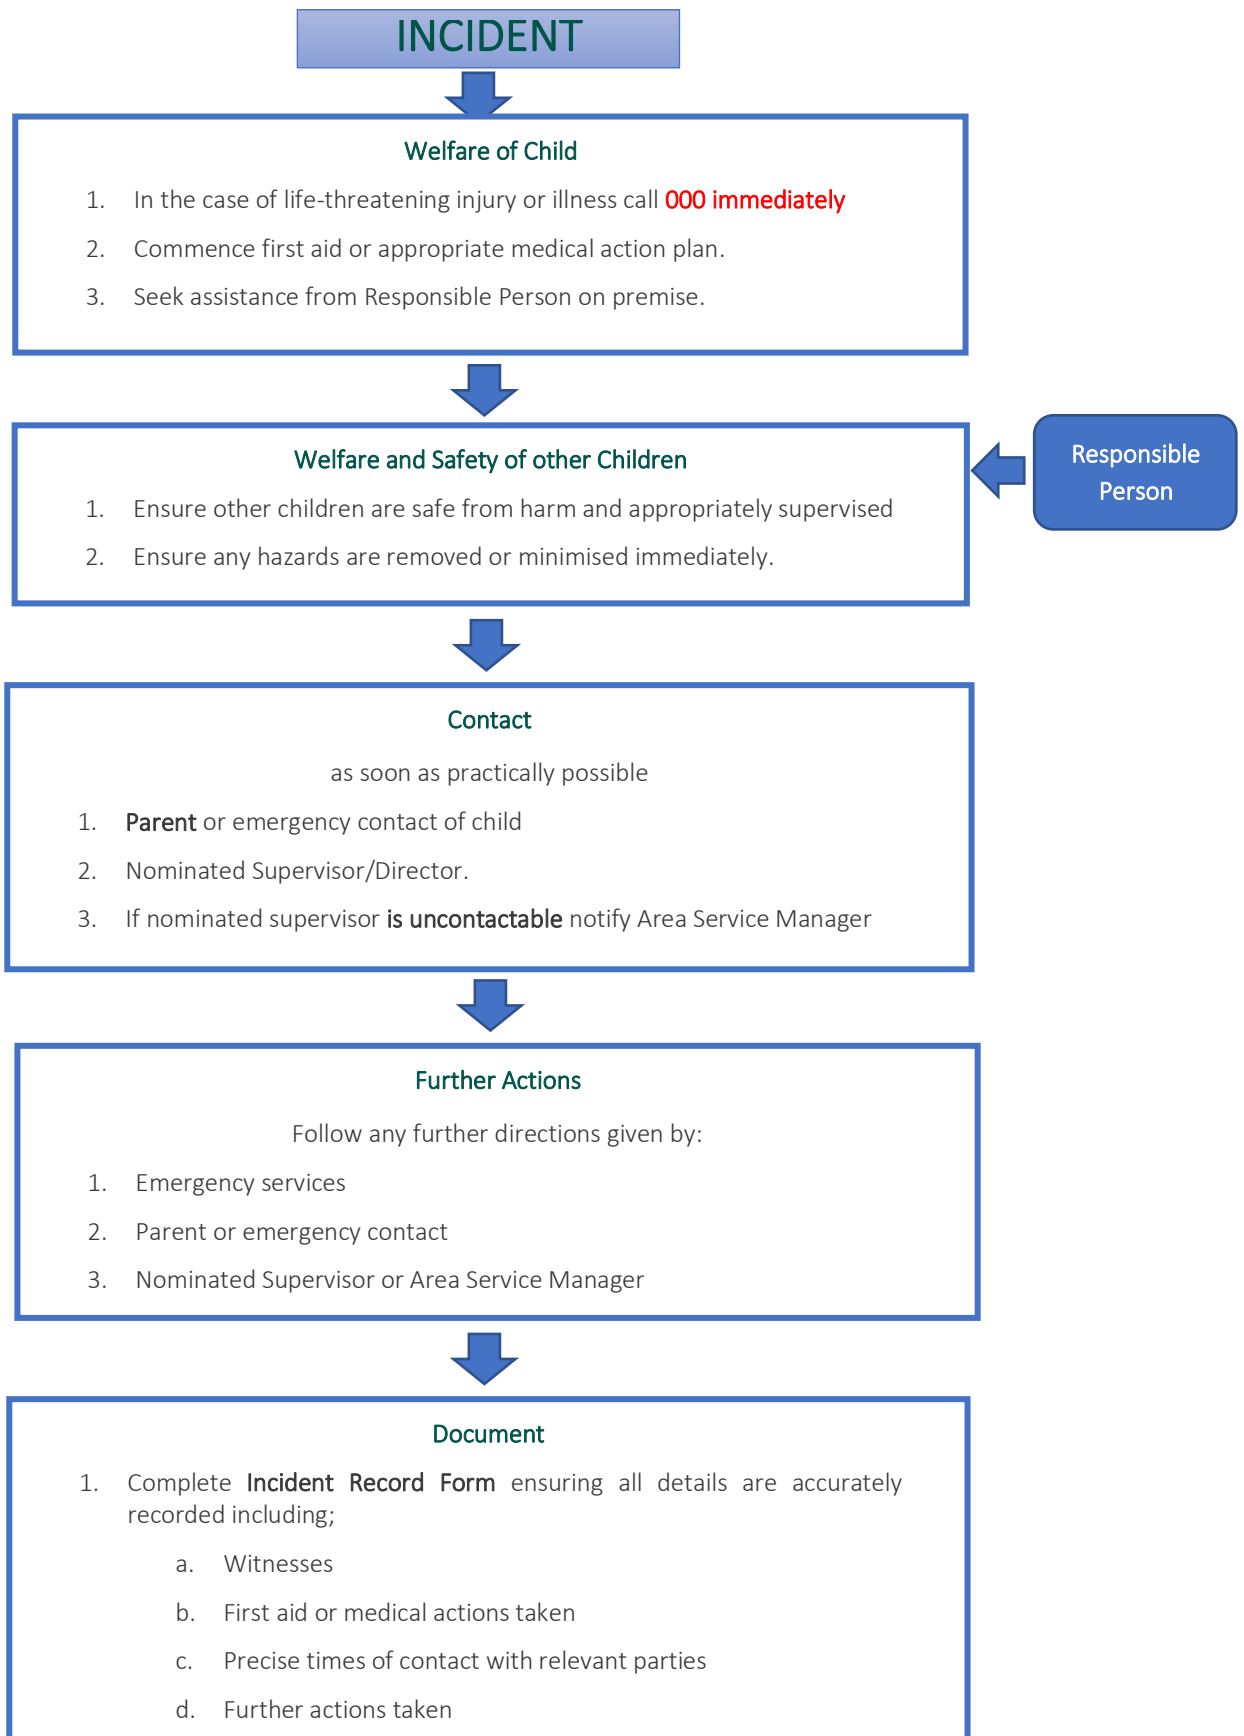 INCIDENT
Welfare of Child
1. In the case of life-threatening injury or illness call 000 immediately
2. Commence first aid or appropriate medical action plan.
3. Seek assistance from Responsible Person on premise.
Welfare and Safety of other Children
1. Ensure other children are safe from harm and appropriately supervised
2. Ensure any hazards are removed or minimised immediately.
Responsible
Person
Contact
as soon as practically possible
1. Parent or emergency contact of child
2. Nominated Supervisor/Director.
3. If nominated supervisor is uncontactable notify Area Service Manager
Further Actions
Follow any further directions given by:
1. Emergency services
2. Parent or emergency contact
3. Nominated Supervisor or Area Service Manager
Document
1. Complete Incident Record Form ensuring all details are accurately
recorded including;
a. Witnesses
b. First aid or medical actions taken
c. Precise times of contact with relevant parties
d. Further actions taken